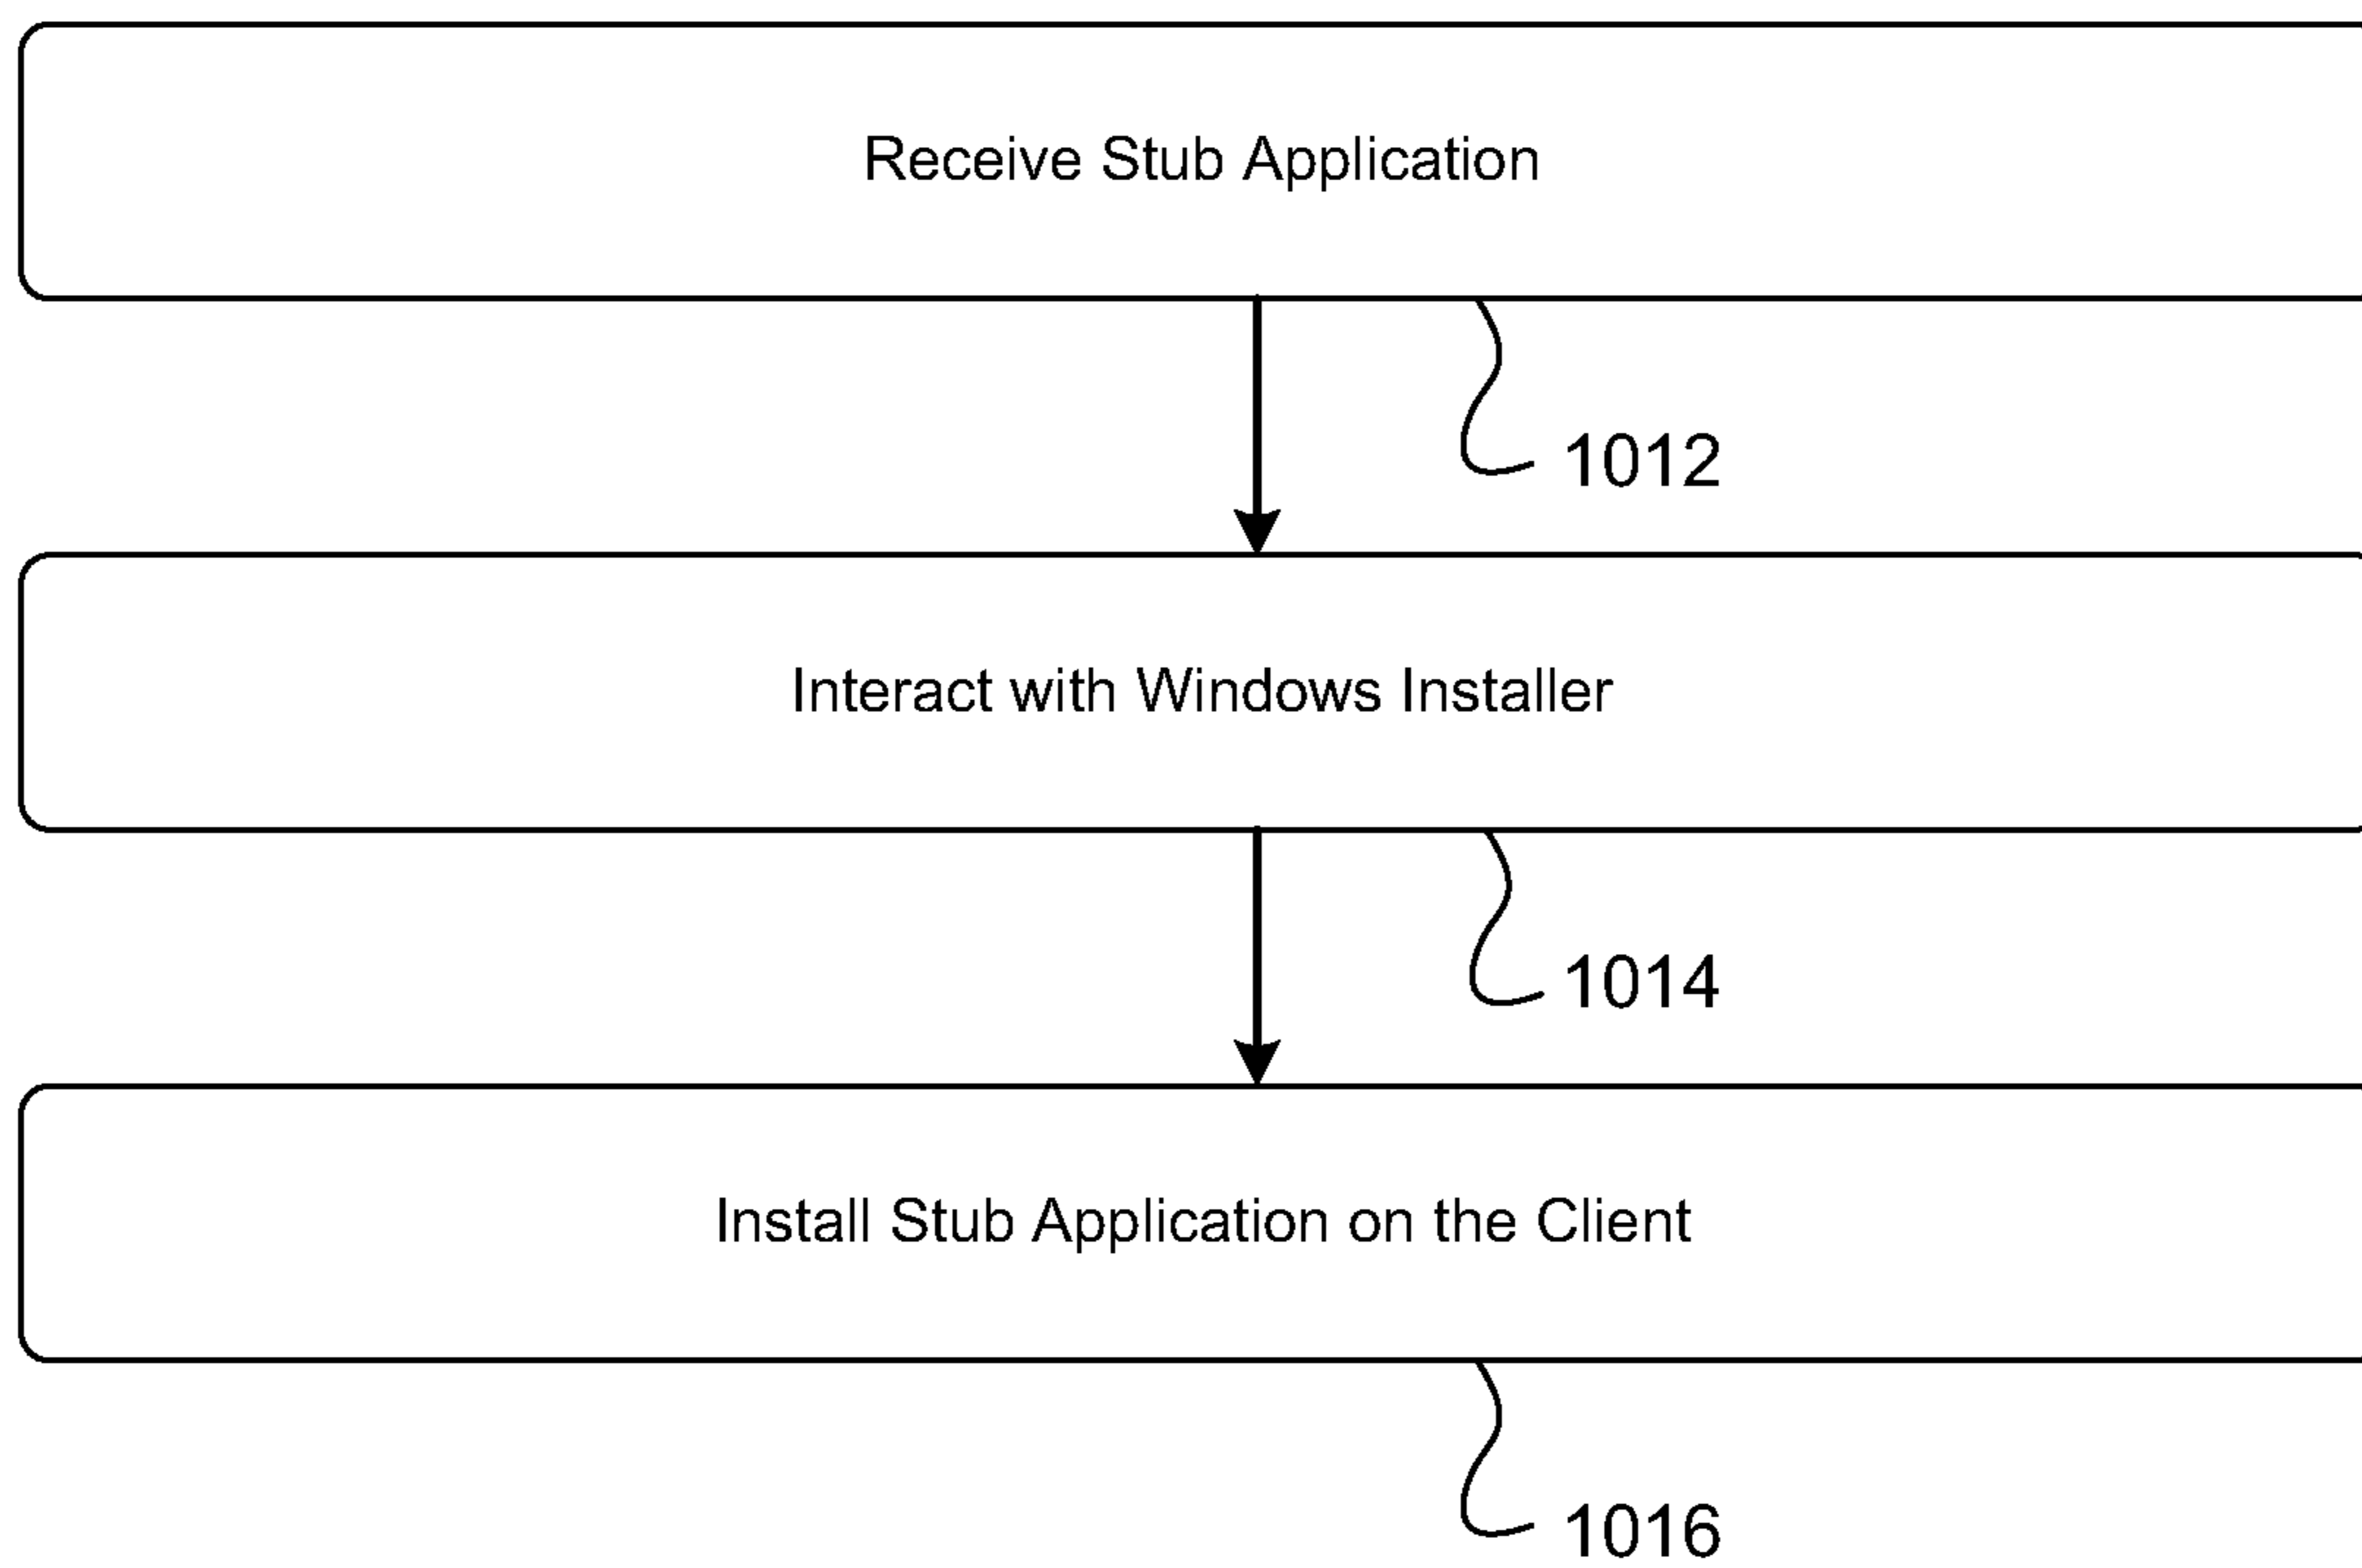 Receive Stub Application
1012
Interact with Windows Installer
1014
Install Stub Application on the Client
1016